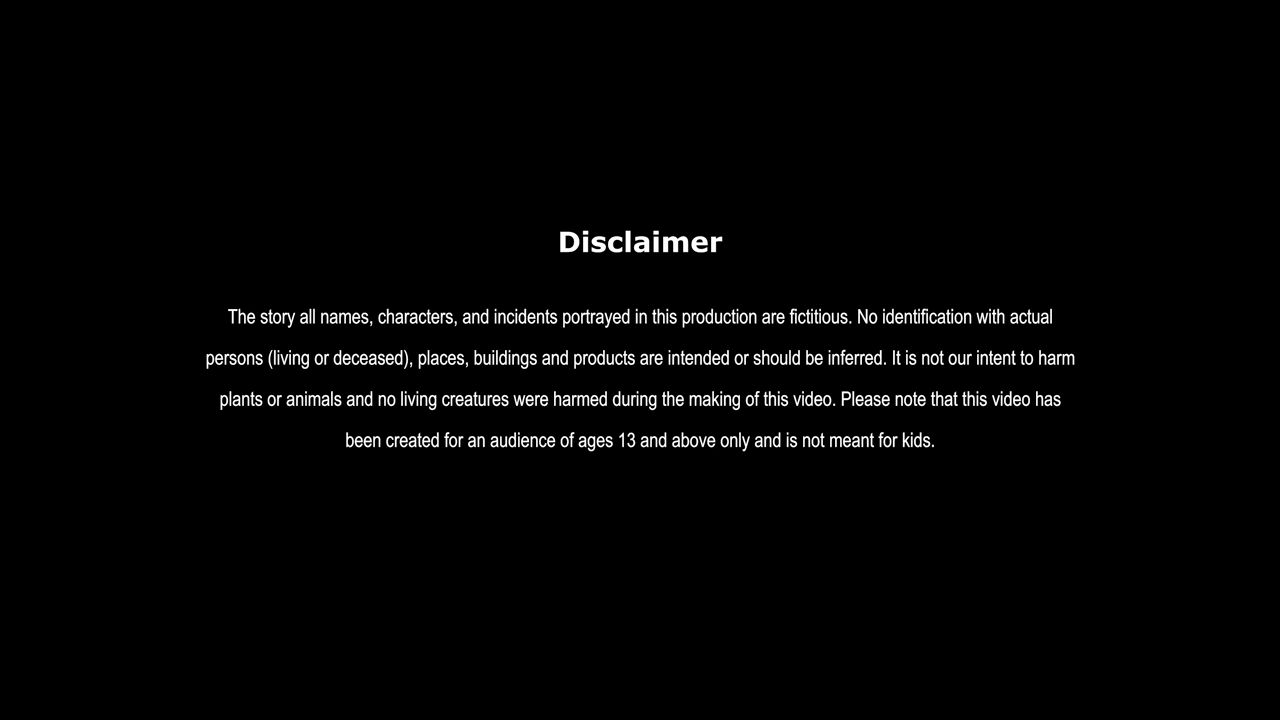 Disclaimer
The story all names, characters, and incidents portrayed in this production are fictitious. No identification with actual
persons (living or deceased), places, buildings and products are intended or should be inferred. It is not our intent to harm
plants or animals and no living creatures were harmed during the making of this video. Please note that this video has
been created for an audience of ages 13 and above only and is not meant for kids.